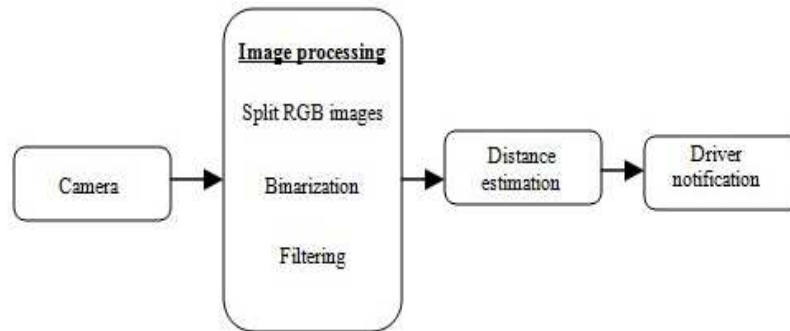 Camera
Image processing
Split RGB images
Binarization
Filtering
Distance
estimation
Driver
notification